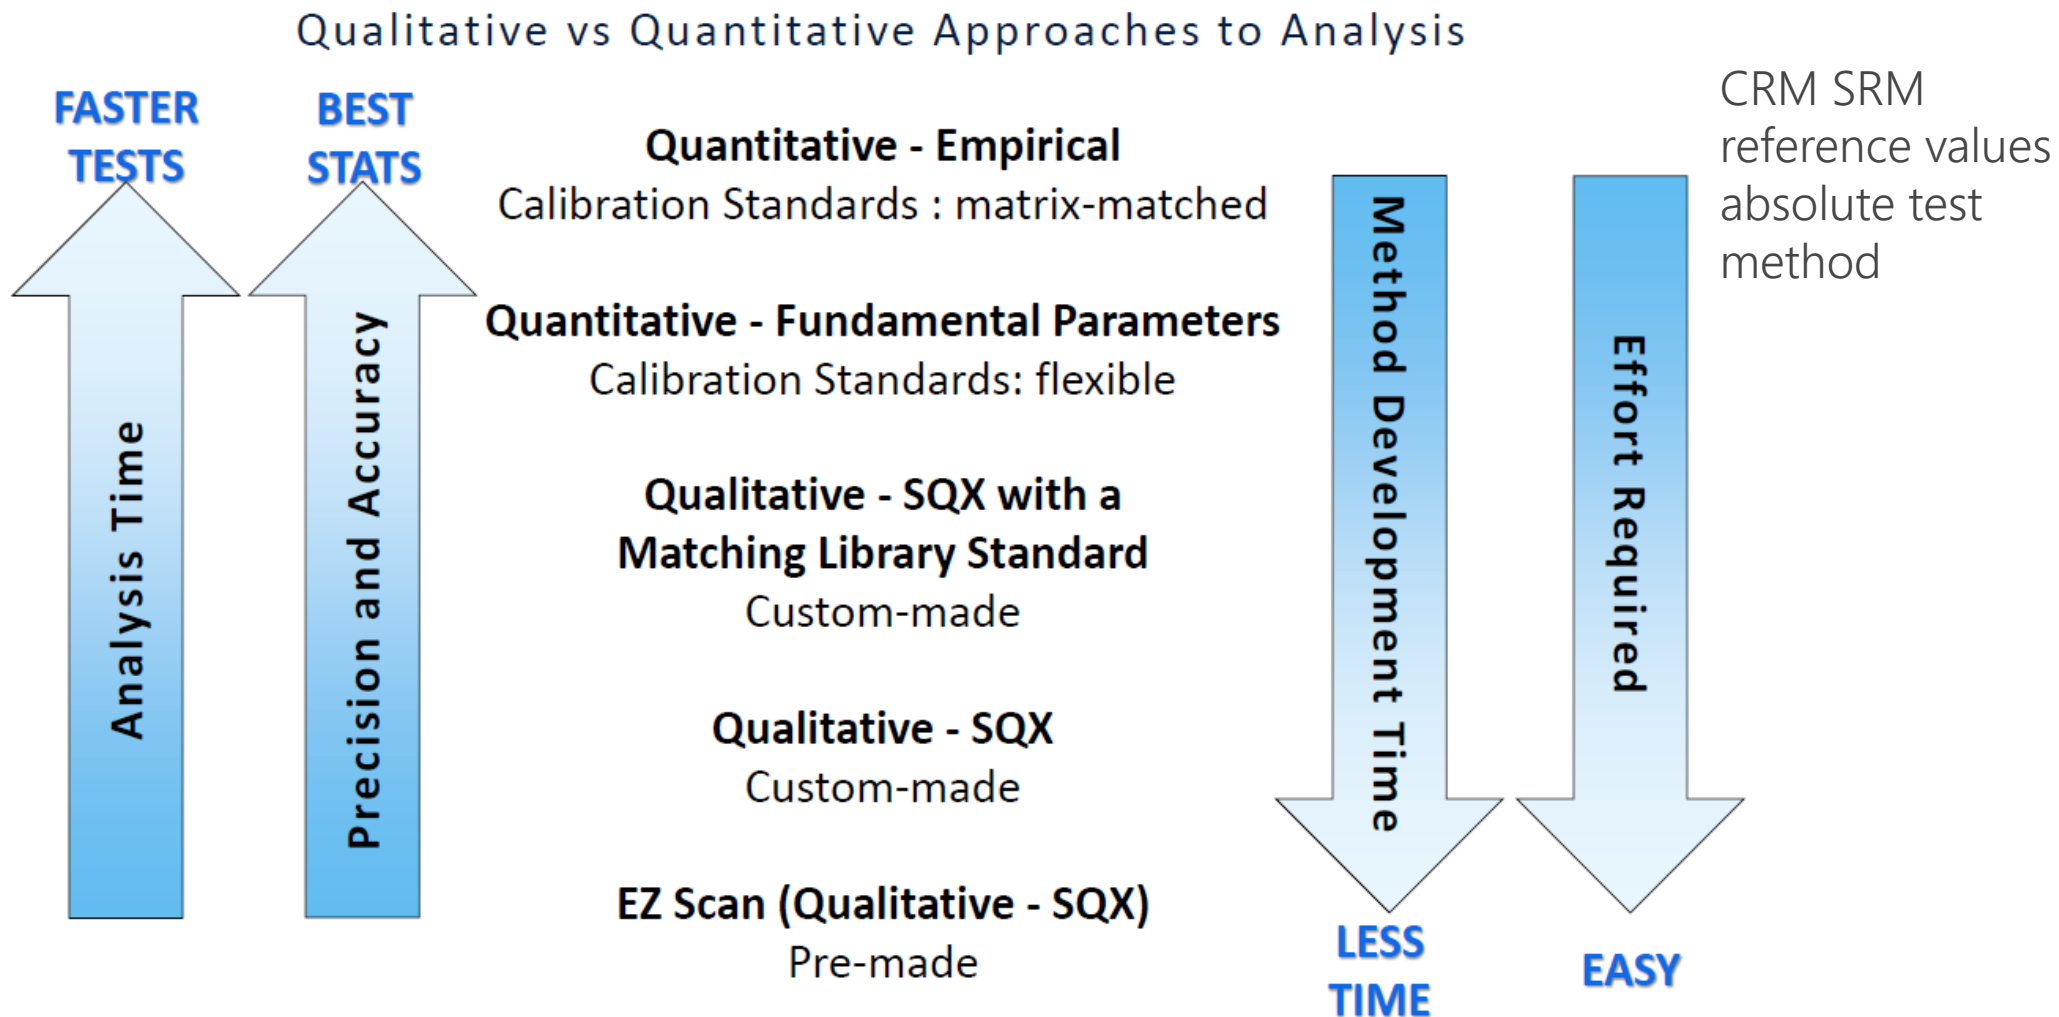 Qualitative vs Quantitative Approaches to Analysis
FASTER
TESTS
BEST
STATS
Analysis Time
Precision and Accuracy
Quantitative - Empirical
Calibration Standards : matrix-matched
Quantitative - Fundamental Parameters
Calibration Standards: flexible
Qualitative - SQX with a
Matching Library Standard
Custom-made
Qualitative - SQX
Custom-made
EZ Scan (Qualitative - SQX)
Pre-made
Method Development Time
LESS
TIME
Effort Required
EASY
CRM SRM
reference values
absolute test
method